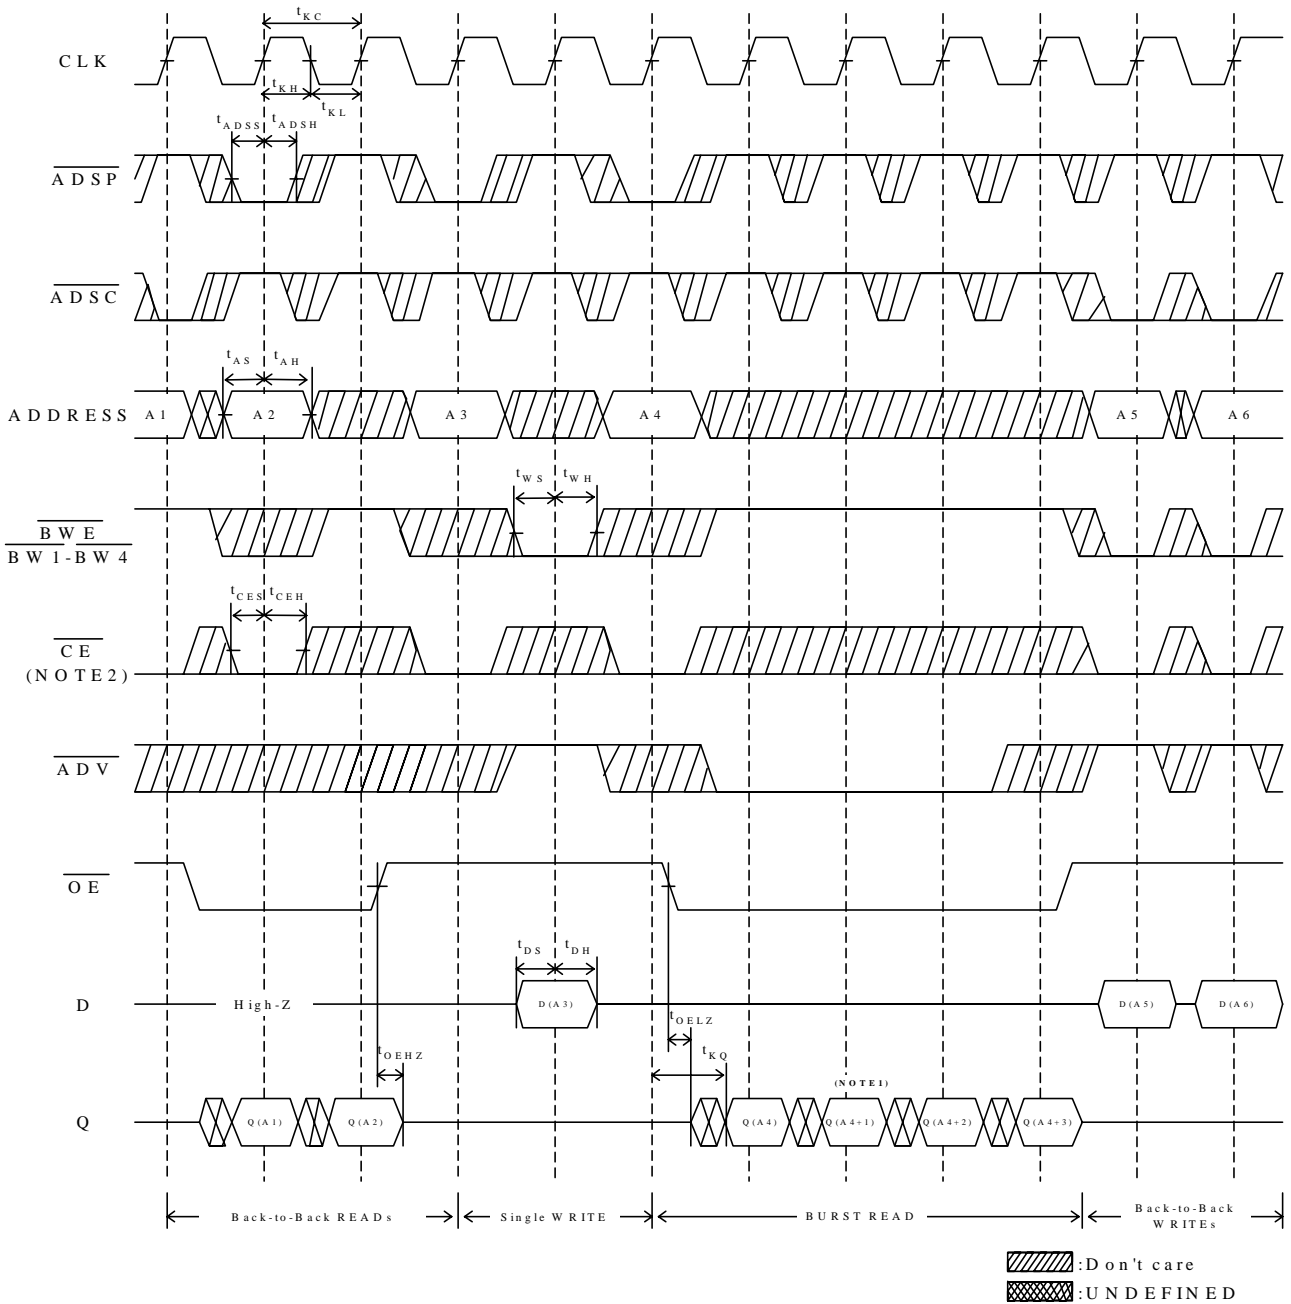 tKC
CLK
tKH
tKL
tADSS tADSH
ADSP
ADSC
tAS tAH
ADDRESS A1 A2 A3 A4 A5 A6
tWS tWH
BWE
BW1-BW4
tCES tCEH
CE
(NOTE2)
ADV
OE
tDS tDH
D High-Z D(A3) D(A5) D(A6)
tOELZ
tOEHZ tKQ
(NOTE1)
Q Q(A1) Q(A2) Q(A4) Q(A4+1) Q(A4+2) Q(A4+3)
Back-to-Back READs Single WRITE BURST READ Back-to-Back
WRITEs
:Don't care
:UNDEFINED